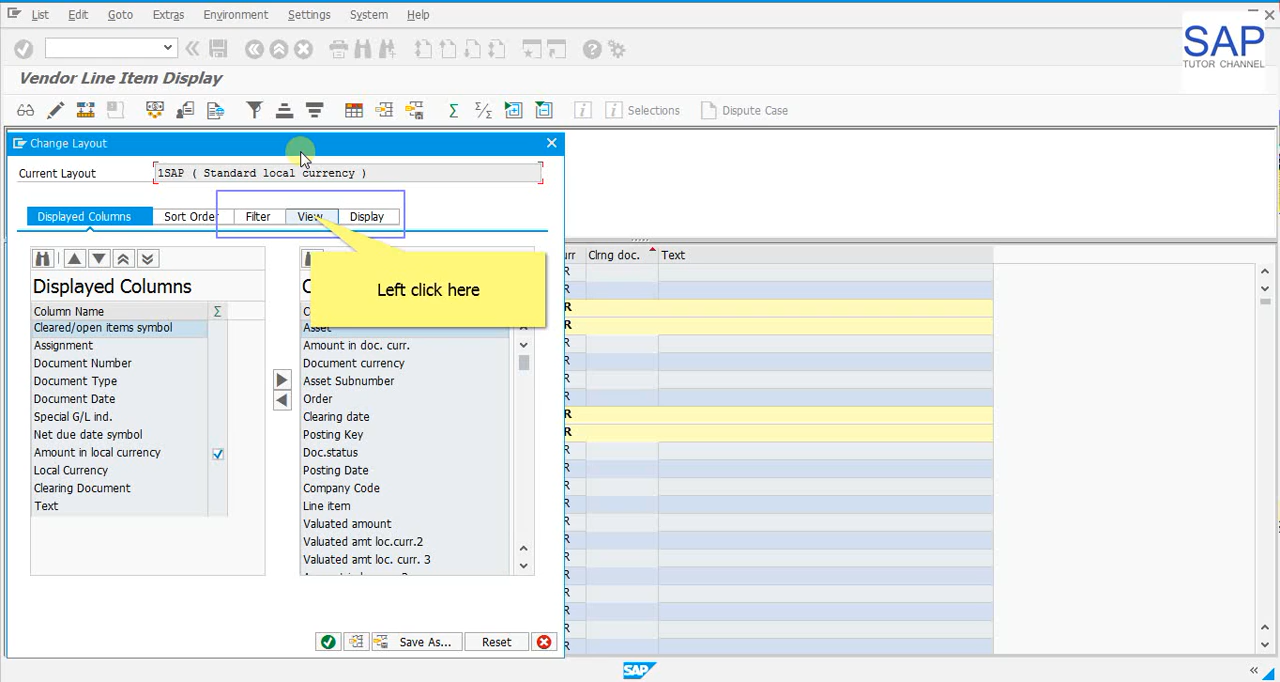 List Edit Goto Extras Environment Settings System Help
SAP
TUTOR CHANNEL
Vendor Line Item Display
Selections Dispute Case
Change Layout
Current Layout 1SAP ( Standard local currency )
Displayed Columns Sort Order Filter View Display
Left click here
Displayed Columns
Column Name Σ
Cleared/open items symbol
Assignment
Document Number
Document Type
Document Date
Special G/L ind.
Net due date symbol
Amount in local currency
Local Currency
Clearing Document
Text
Asset
Amount in doc. curr.
Document currency
Asset Subnumber
Order
Clearing date
Posting Key
Doc.status
Posting Date
Company Code
Line item
Valuated amount
Valuated amt loc.curr.2
Valuated amt loc. curr. 3
Save As... Reset
Clrng doc. Text
SAP